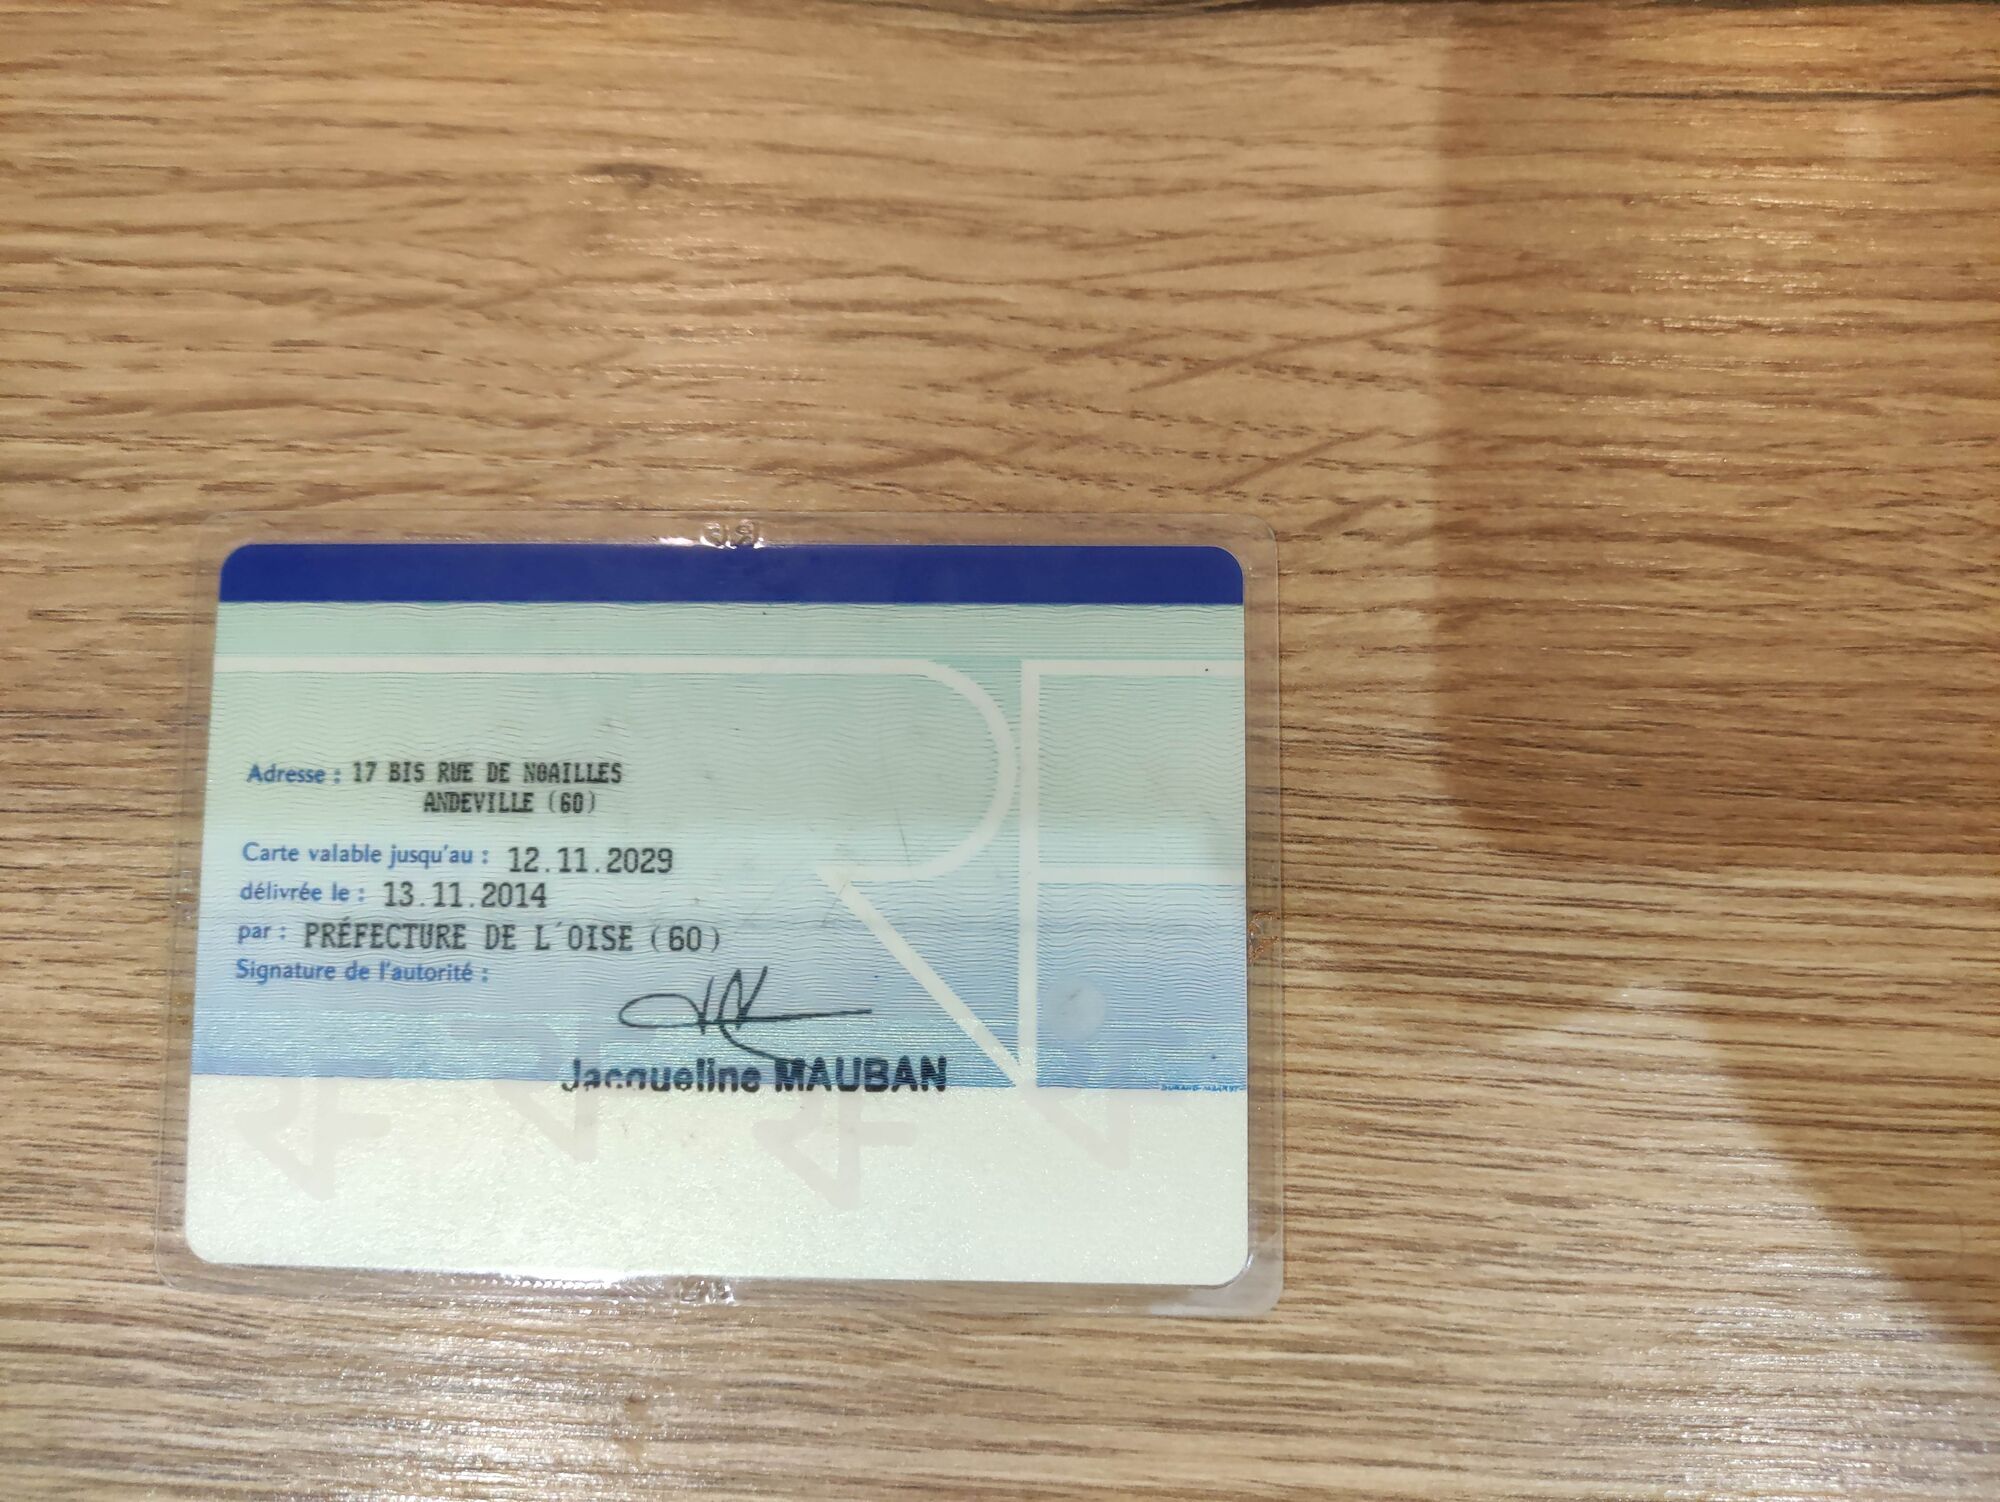 Adresse : 17 BIS RUE DE NOAILLES
ANDEVILLE (60)
Carte valable jusqu'au : 12.11.2029
délivrée le : 13.11.2014
par : PRÉFECTURE DE L'OISE (60)
Signature de l'autorité :
Jacqueline MAUBAN
RF